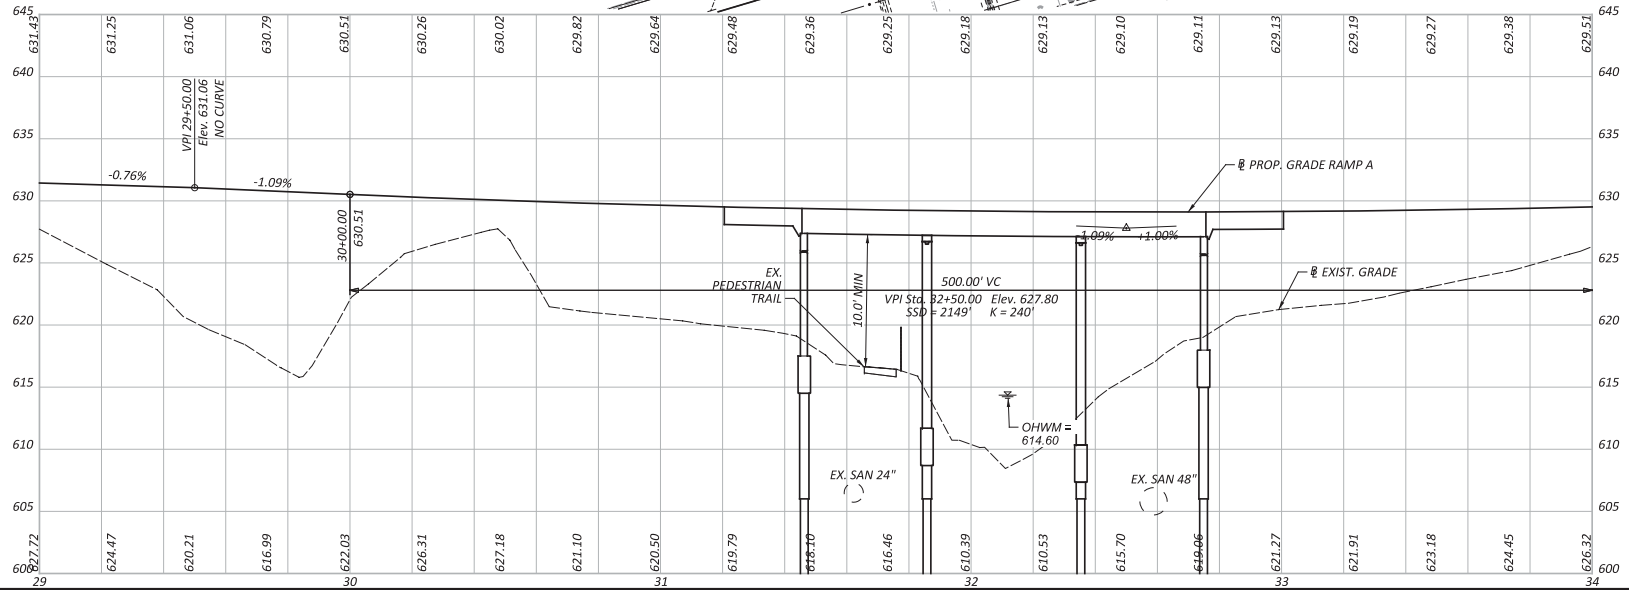 645 645
631.43 631.25 631.06 630.79 630.51 630.26 630.02 629.82 629.64 629.48 629.36 629.25 629.18 629.13 629.10 629.11 629.13 629.19 629.27 629.38 629.51
640 640
VPI 29+50.00
Elev. 631.06
NO CURVE
635 635
-0.76%
-1.09%
℄ PROP. GRADE RAMP A
630 630
30+00.00
630.51
-1.09% +1.00%
625 625
EX.
PEDESTRIAN
TRAIL
10.0' MIN
500.00' VC
VPI Sta. 32+50.00 Elev. 627.80
SSD = 2149' K = 240'
℄ EXIST. GRADE
620 620
615 615
OHWM =
614.60
610 610
EX. SAN 24"
EX. SAN 48"
605 605
627.72 624.47 620.21 616.99 622.03 626.31 627.18 621.10 620.50 619.79 618.10 616.46 610.39 610.53 615.70 619.06 621.27 621.91 623.18 624.45 626.32
600 600
29 30 31 32 33 34